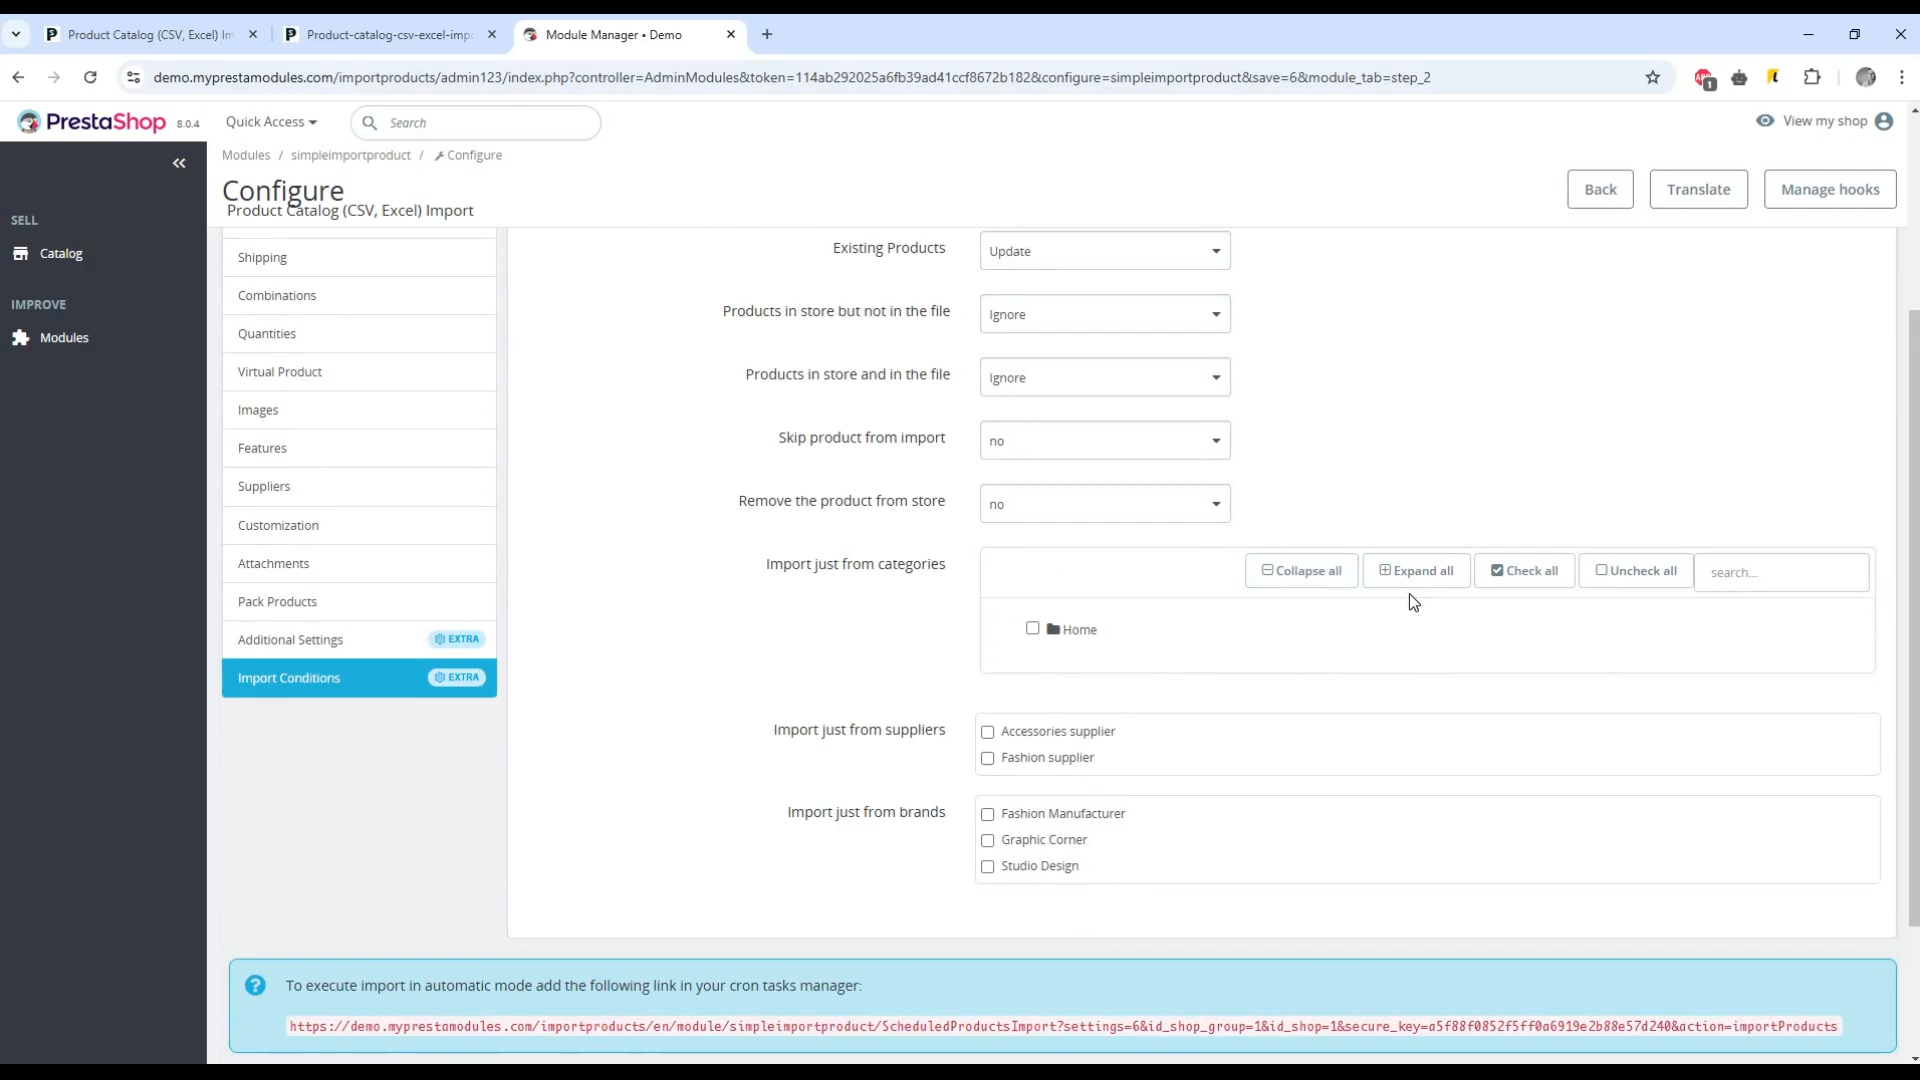 Product Catalog (CSV, Excel) Im
Product-catalog-csv-excel-impo
Module Manager • Demo
demo.myprestamodules.com/importproducts/admin123/index.php?controller=AdminModules&token=114ab292025a6fb39ad41ccf8672b182&configure=simpleimportproduct&save=6&module_tab=step_2
1
PrestaShop 8.0.4
Quick Access
Search
View my shop
Modules / simpleimportproduct / Configure
Configure
Product Catalog (CSV, Excel) Import
Back
Translate
Manage hooks
SELL
Catalog
IMPROVE
Modules
Shipping
Combinations
Quantities
Virtual Product
Images
Features
Suppliers
Customization
Attachments
Pack Products
Additional Settings EXTRA
Import Conditions EXTRA
Existing Products Update
Products in store but not in the file Ignore
Products in store and in the file Ignore
Skip product from import no
Remove the product from store no
Import just from categories
Collapse all
Expand all
Check all
Uncheck all
search...
Home
Import just from suppliers
Accessories supplier
Fashion supplier
Import just from brands
Fashion Manufacturer
Graphic Corner
Studio Design
To execute import in automatic mode add the following link in your cron tasks manager:
https://demo.myprestamodules.com/importproducts/en/module/simpleimportproduct/ScheduledProductsImport?settings=6&id_shop_group=1&id_shop=1&secure_key=a5f88f0852f5ff0a6919e2b88e57d240&action=importProducts